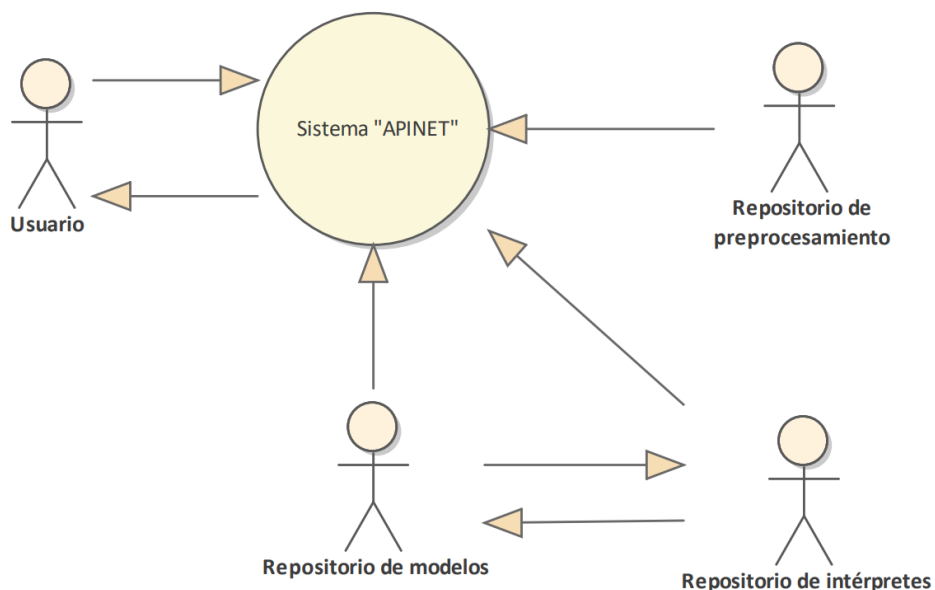 Sistema "APINET"
Usuario
Repositorio de
preprocesamiento
Repositorio de modelos
Repositorio de intérpretes